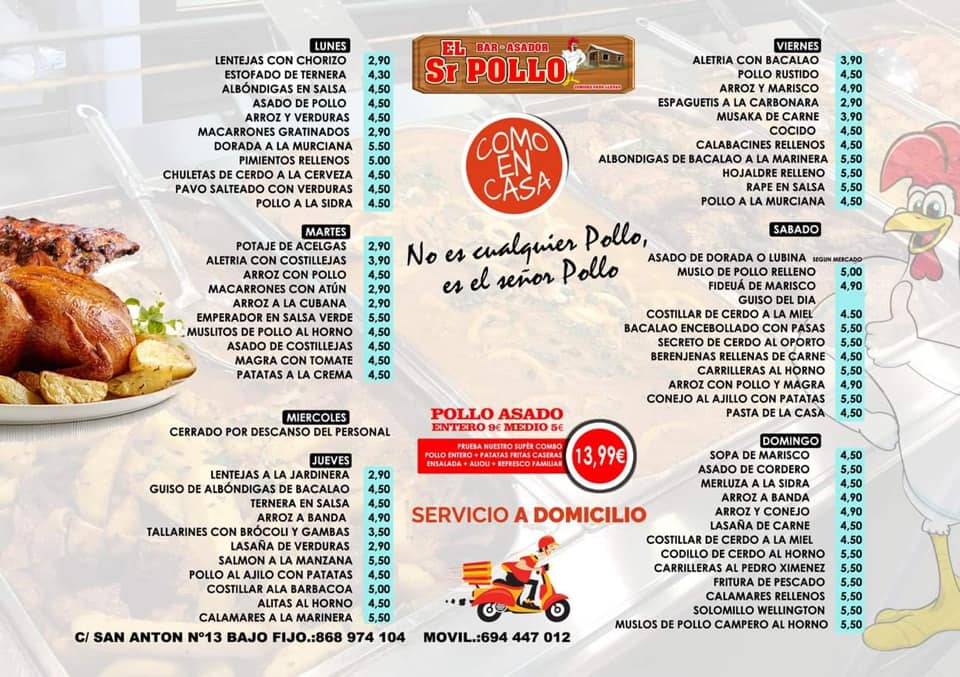 LUNES
LENTEJAS CON CHORIZO 2,90
ESTOFADO DE TERNERA 4,30
ALBÓNDIGAS EN SALSA 4,50
ASADO DE POLLO 4,50
ARROZ Y VERDURAS 4,50
MACARRONES GRATINADOS 2,90
DORADA A LA MURCIANA 5.50
PIMIENTOS RELLENOS 5.00
CHULETAS DE CERDO A LA CERVEZA 4,50
PAVO SALTEADO CON VERDURAS 4,50
POLLO A LA SIDRA 4.50
MARTES
POTAJE DE ACELGAS 2,90
ALETRIA CON COSTILLEJAS 3,90
ARROZ CON POLLO 4,50
MACARRONES CON ATÚN 2,90
ARROZ A LA CUBANA 2,90
EMPERADOR EN SALSA VERDE 5,50
MUSLITOS DE POLLO AL HORNO 4,50
ASADO DE COSTILLEJAS 4,50
MAGRA CON TOMATE 4,50
PATATAS A LA CREMA 4,50
MIERCOLES
CERRADO POR DESCANSO DEL PERSONAL
JUEVES
LENTEJAS A LA JARDINERA 2,90
GUISO DE ALBÓNDIGAS DE BACALAO 4,50
TERNERA EN SALSA 4,50
ARROZ A BANDA 4,90
TALLARINES CON BRÓCOLI Y GAMBAS 3,50
LASAÑA DE VERDURAS 2,90
SALMON A LA MANZANA 5,50
POLLO AL AJILO CON PATATAS 4,50
COSTILLAR ALA BARBACOA 5,00
ALITAS AL HORNO 4,50
CALAMARES A LA MARINERA 5,50
C/ SAN ANTON Nº13 BAJO FIJO.:868 974 104 MOVIL.:694 447 012
EL BAR - ASADOR
Sr POLLO
COMIDAS PARA LLEVAR
COMO
EN
CASA
No es cualquier Pollo,
es el señor Pollo
POLLO ASADO
ENTERO 9€ MEDIO 5€
PRUEBA NUESTRO SUPÉR COMBO
POLLO ENTERO + PATATAS FRITAS CASERAS
ENSALADA + ALIOLI + REFRESCO FAMILIAR
13,99€
SERVICIO A DOMICILIO
VIERNES
ALETRIA CON BACALAO 3,90
POLLO RUSTIDO 4,50
ARROZ Y MARISCO 4,90
ESPAGUETIS A LA CARBONARA 2,90
MUSAKA DE CARNE 3,90
COCIDO 4,50
CALABACINES RELLENOS 4,50
ALBONDIGAS DE BACALAO A LA MARINERA 5,50
HOJALDRE RELLENO 5,50
RAPE EN SALSA 5,50
POLLO A LA MURCIANA 4,50
SABADO
ASADO DE DORADA O LUBINA SEGUN MERCADO
MUSLO DE POLLO RELLENO 5,00
FIDEUÁ DE MARISCO 4,90
GUISO DEL DIA
COSTILLAR DE CERDO A LA MIEL 4.50
BACALAO ENCEBOLLADO CON PASAS 5,50
SECRETO DE CERDO AL OPORTO 5,50
BERENJENAS RELLENAS DE CARNE 4,50
CARRILLERAS AL HORNO 5,50
ARROZ CON POLLO Y MAGRA 4,90
CONEJO AL AJILLO CON PATATAS 5,50
PASTA DE LA CASA 4,50
DOMINGO
SOPA DE MARISCO 4,50
ASADO DE CORDERO 5,50
MERLUZA A LA SIDRA 4,50
ARROZ A BANDA 4,90
ARROZ Y CONEJO 4,90
LASAÑA DE CARNE 4,50
COSTILLAR DE CERDO A LA MIEL 4.50
CODILLO DE CERDO AL HORNO 5,50
CARRILLERAS AL PEDRO XIMENEZ 5,50
FRITURA DE PESCADO 5,50
CALAMARES RELLENOS 5,50
SOLOMILLO WELLINGTON 5,50
MUSLOS DE POLLO CAMPERO AL HORNO 5,50